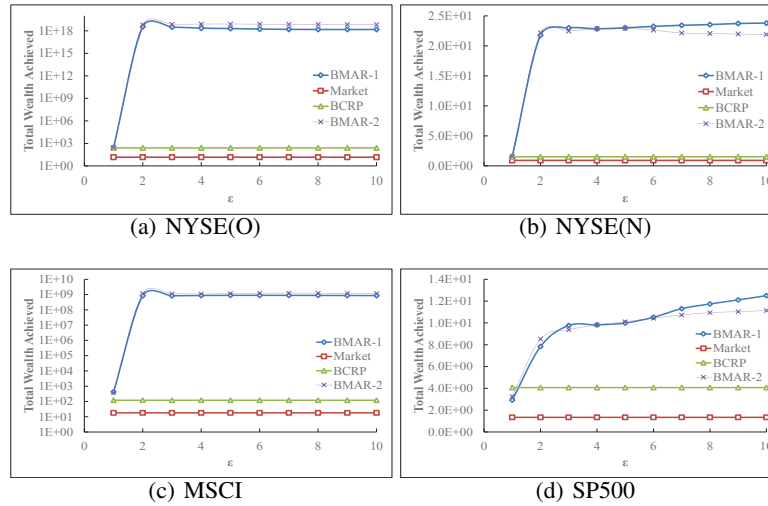 Total Wealth Achieved
1E+18
1E+15
1E+12
1E+09
1E+06
1E+03
1E+00
0 2 4 6 8 10
ε
BMAR-1
Market
BCRP
BMAR-2
(a) NYSE(O)
Total Wealth Achieved
2.5E+01
2.0E+01
1.5E+01
1.0E+01
5.0E+00
0.0E+00
0 2 4 6 8 10
ε
BMAR-1
Market
BCRP
BMAR-2
(b) NYSE(N)
Total Wealth Achieved
1E+10
1E+09
1E+08
1E+07
1E+06
1E+05
1E+04
1E+03
1E+02
1E+01
1E+00
0 2 4 6 8 10
ε
BMAR-1
Market
BCRP
BMAR-2
(c) MSCI
Total Wealth Achieved
1.4E+01
1.2E+01
1.0E+01
8.0E+00
6.0E+00
4.0E+00
2.0E+00
0.0E+00
0 2 4 6 8 10
ε
BMAR-1
Market
BCRP
BMAR-2
(d) SP500